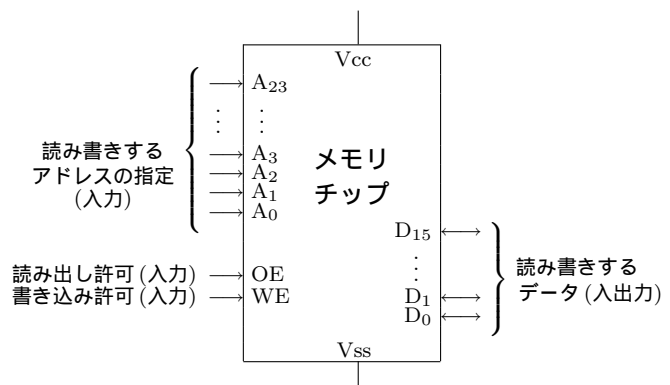 Vcc
A23
A3
A2
A1
A0
読み書きする
アドレスの指定
(入力)
メモリ
チップ
読み出し許可(入力)
書き込み許可(入力)
OE
WE
D15
D1
D0
読み書きする
データ(入出力)
Vss